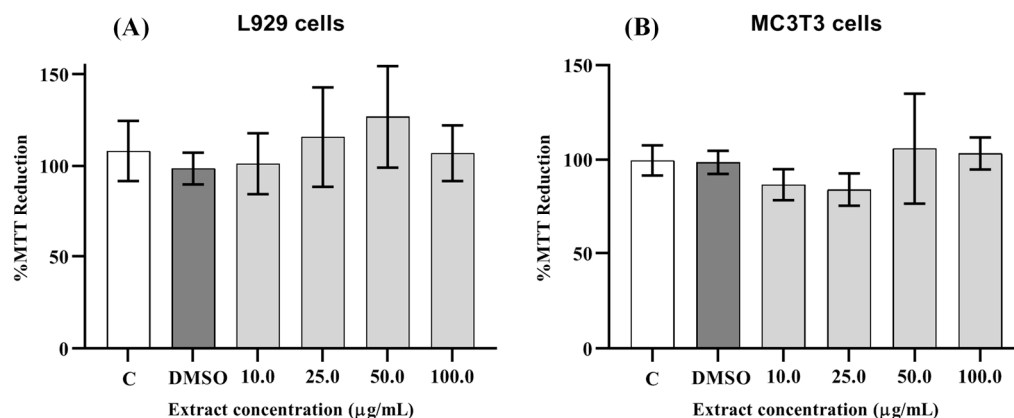 (A) L929 cells
%MTT Reduction
150
100
50
0
C DMSO 10.0 25.0 50.0 100.0
Extract concentration (μg/mL)
(B) MC3T3 cells
%MTT Reduction
150
100
50
0
C DMSO 10.0 25.0 50.0 100.0
Extract concentration (μg/mL)